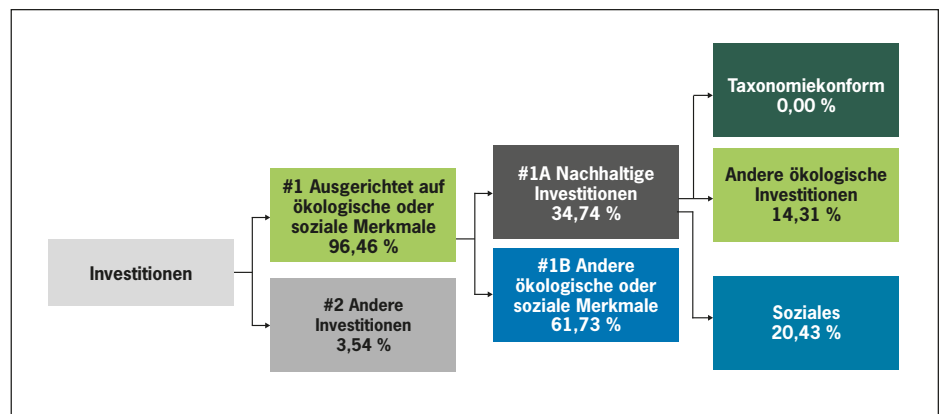 Investitionen
#1 Ausgerichtet auf
ökologische oder
soziale Merkmale
96,46 %
#2 Andere
Investitionen
3,54 %
#1A Nachhaltige
Investitionen
34,74 %
#1B Andere
ökologische oder
soziale Merkmale
61,73 %
Taxonomiekonform
0,00 %
Andere ökologische
Investitionen
14,31 %
Soziales
20,43 %